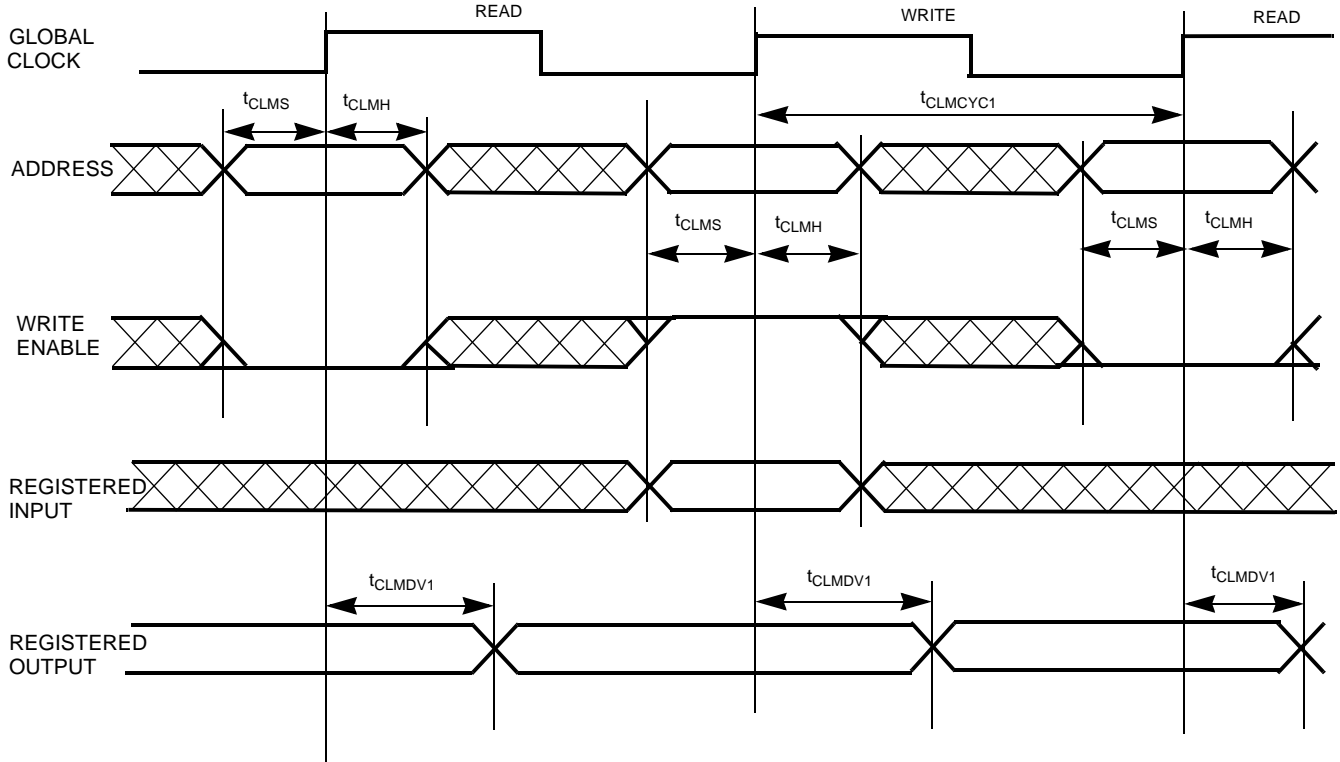 READ
WRITE
READ
GLOBAL
CLOCK
tCLMS
tCLMH
tCLMCYC1
ADDRESS
tCLMS
tCLMH
tCLMS
tCLMH
WRITE
ENABLE
REGISTERED
INPUT
tCLMDV1
tCLMDV1
tCLMDV1
REGISTERED
OUTPUT